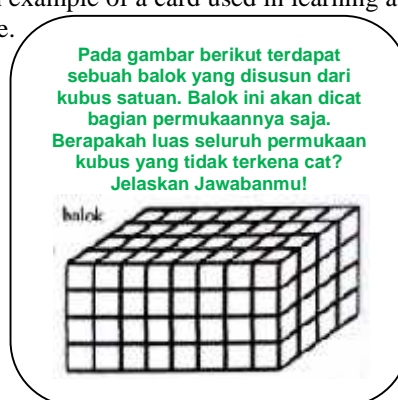 example of a card used in learning a
e.
Pada gambar berikut terdapat
sebuah balok yang disusun dari
kubus satuan. Balok ini akan dicat
bagian permukaannya saja.
Berapakah luas seluruh permukaan
kubus yang tidak terkena cat?
Jelaskan Jawabanmu!
balok